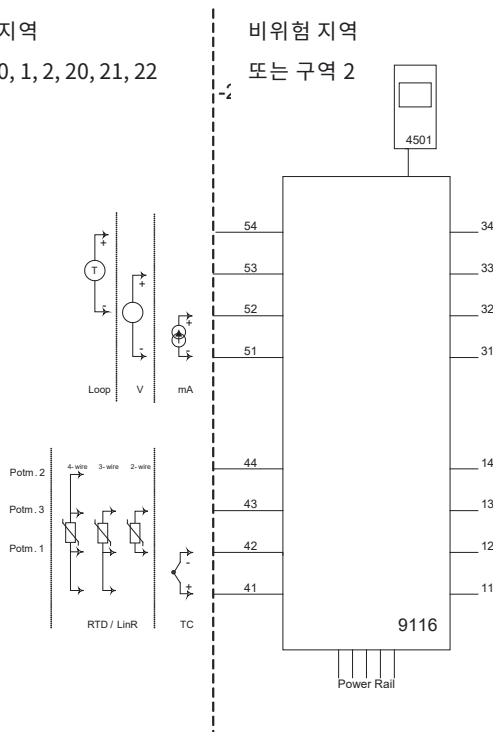 지역
0, 1, 2, 20, 21, 22
비위험 지역
또는 구역 2
4501
54
53
52
51
34
33
32
31
+
T
-
+
-
+
-
Loop V mA
44
43
42
41
14
13
12
11
Potm. 2
Potm. 3
Potm. 1
4- wire 3- wire 2- wire
-
+
RTD / LinR TC
9116
Power Rail